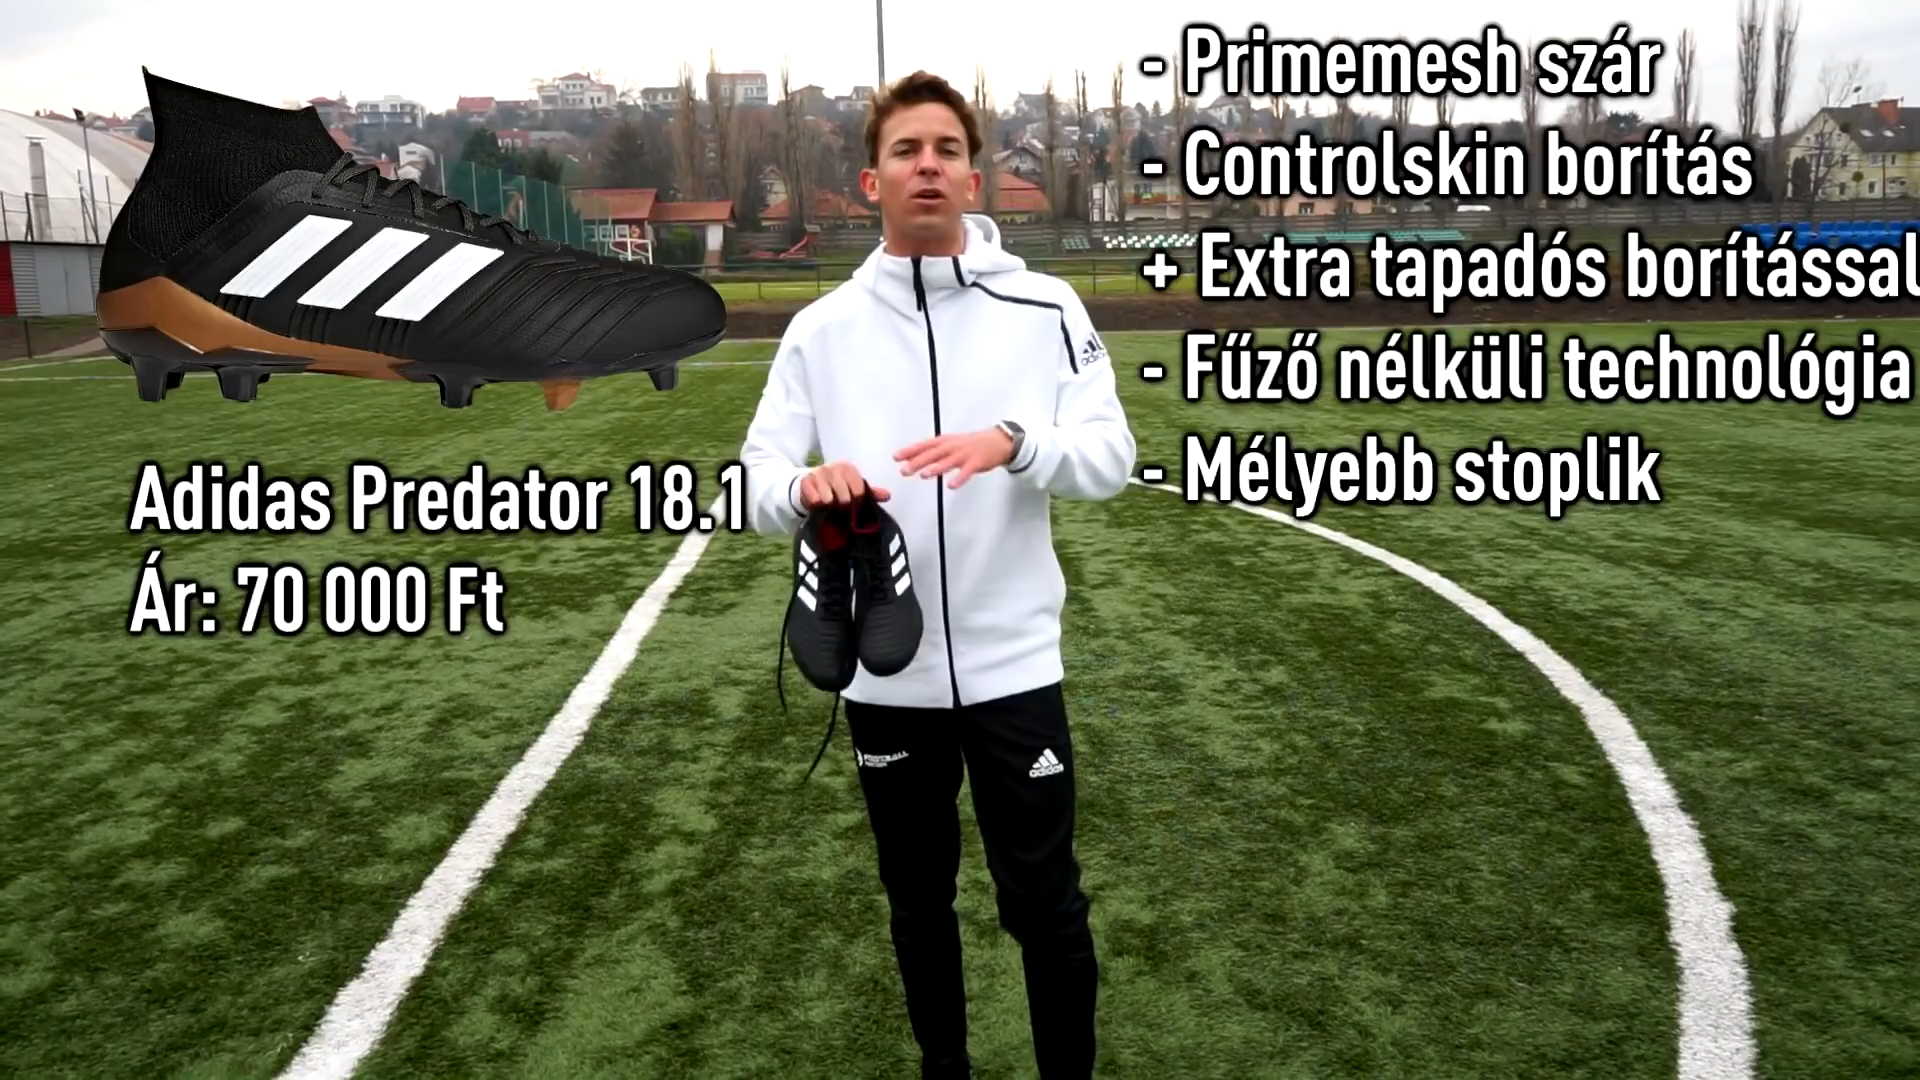 - Primemesh szár
- Controlskin borítás
+ Extra tapadós borítással
- Fűző nélküli technológia
- Mélyebb stoplik
Adidas Predator 18.1
Ár: 70 000 Ft
adidas